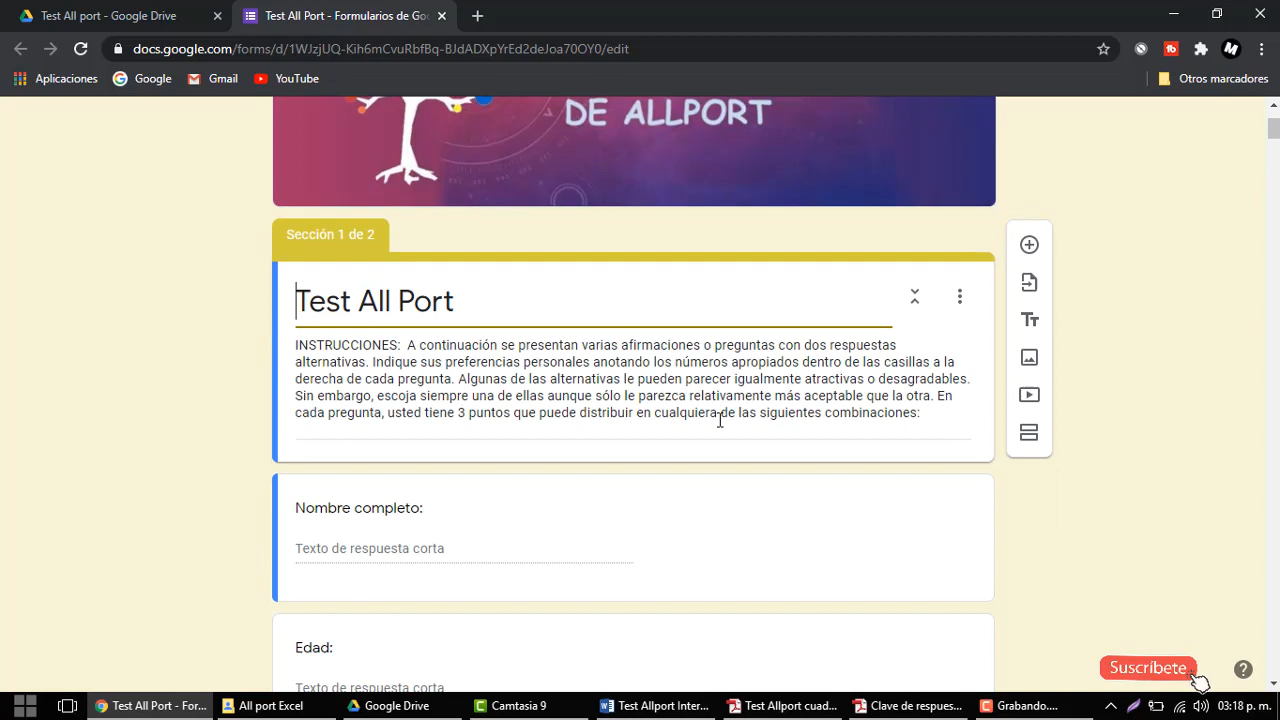 Test All Port - Google Drive
Test All Port - Formularios de Go
docs.google.com/forms/d/1WJzjUQ-Kih6mCvuRbfBq-BJdADXpYrEd2deJoa70OY0/edit
Aplicaciones
Google
Gmail
YouTube
Otros marcadores
DE ALLPORT
Sección 1 de 2
Test All Port
INSTRUCCIONES: A continuación se presentan varias afirmaciones o preguntas con dos respuestas
alternativas. Indique sus preferencias personales anotando los números apropiados dentro de las casillas a la
derecha de cada pregunta. Algunas de las alternativas le pueden parecer igualmente atractivas o desagradables.
Sin embargo, escoja siempre una de ellas aunque sólo le parezca relativamente más aceptable que la otra. En
cada pregunta, usted tiene 3 puntos que puede distribuir en cualquiera de las siguientes combinaciones:
Nombre completo:
Texto de respuesta corta
Edad:
Texto de respuesta corta
Suscríbete
Test All Port - For...
All port Excel
Google Drive
Camtasia 9
Test Allport Inter...
Test Allport cuad...
Clave de respues...
Grabando....
03:18 p. m.